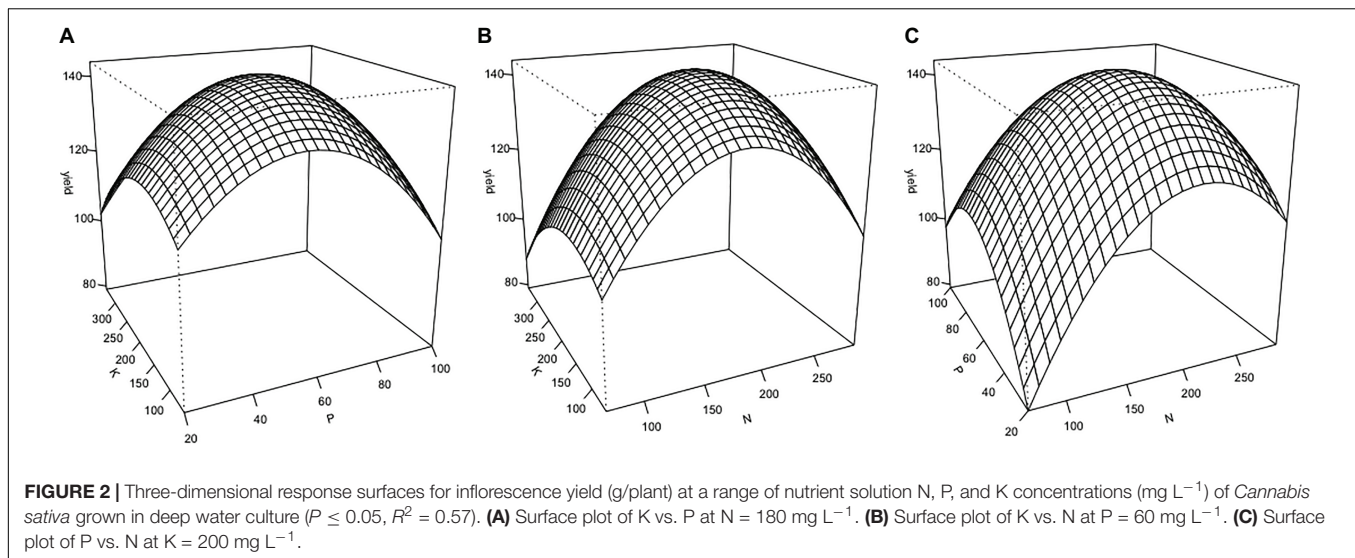 A
B
C
140
120
100
80
yield
300
250
200
150
100
K
20
40
60
80
100
P
140
120
100
80
yield
300
250
200
150
100
K
100
150
200
250
N
140
120
100
80
yield
100
80
60
40
20
P
100
150
200
250
N
FIGURE 2 | Three-dimensional response surfaces for inflorescence yield (g/plant) at a range of nutrient solution N, P, and K concentrations (mg L⁻¹) of Cannabis
sativa grown in deep water culture (P ≤ 0.05, R² = 0.57). (A) Surface plot of K vs. P at N = 180 mg L⁻¹. (B) Surface plot of K vs. N at P = 60 mg L⁻¹. (C) Surface
plot of P vs. N at K = 200 mg L⁻¹.